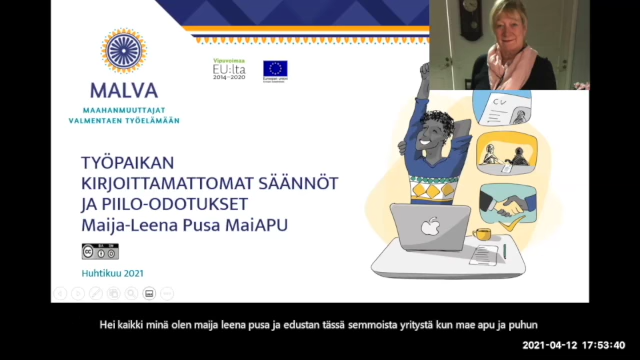 MALVA
MAAHANMUUTTAJAT
VALMENTAEN TYÖELÄMÄÄN
Vipuvoimaa
EU:lta
2014–2020
TYÖPAIKAN
KIRJOITTAMATTOMAT SÄÄNNÖT
JA PIILO-ODOTUKSET
Maija-Leena Pusa MaiAPU
Huhtikuu 2021
CV
Hei kaikki minä olen maija leena pusa ja edustan tässä semmoista yritystä kun mae apu ja puhun
2021-04-12 17:53:40